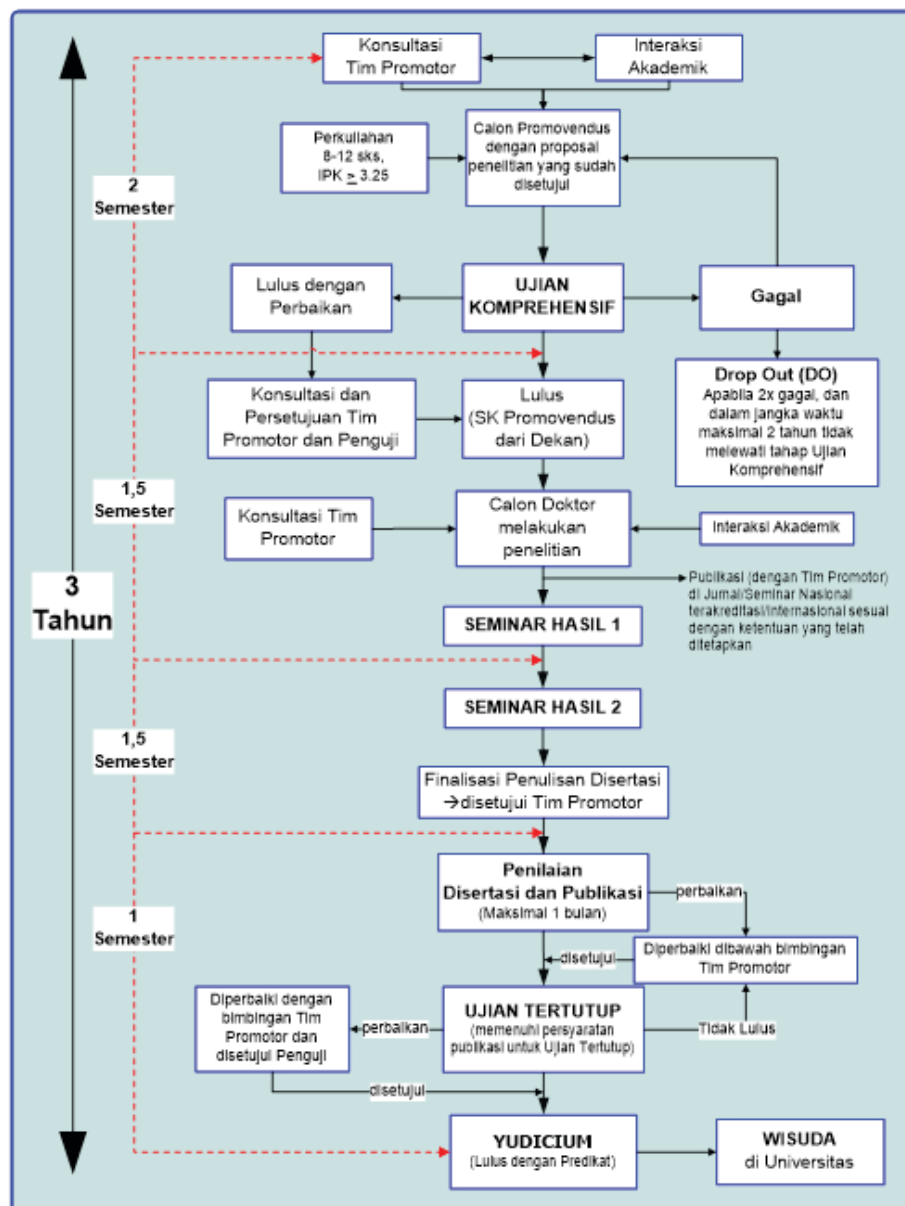 Konsultasi
Tim Promotor
Interaksi
Akademik
Perkuliahan
8-12 sks,
IPK ≥ 3.25
Calon Promovendus
dengan proposal
penelitian yang sudah
disetujui
2
Semester
Lulus dengan
Perbaikan
UJIAN
KOMPREHENSIF
Gagal
Konsultasi dan
Persetujuan Tim
Promotor dan Penguji
Lulus
(SK Promovendus
dari Dekan)
Drop Out (DO)
Apabila 2x gagal, dan
dalam jangka waktu
maksimal 2 tahun tidak
melewati tahap Ujian
Komprehensif
1,5
Semester
Konsultasi Tim
Promotor
Calon Doktor
melakukan
penelitian
Interaksi Akademik
3
Tahun
Publikasi (dengan Tim Promotor)
di Jurnal/Seminar Nasional
terakreditasi/Internasional sesuai
dengan ketentuan yang telah
ditetapkan
SEMINAR HASIL 1
SEMINAR HASIL 2
1,5
Semester
Finalisasi Penulisan Disertasi
→disetujui Tim Promotor
Penilaian
Disertasi dan Publikasi
(Maksimal 1 bulan)
perbaikan
1
Semester
disetujui
Diperbaiki dibawah bimbingan
Tim Promotor
Diperbaiki dengan
bimbingan Tim
Promotor dan
disetujui Penguji
perbaikan
UJIAN TERTUTUP
(memenuhi persyaratan
publikasi untuk Ujian Tertutup)
Tidak Lulus
disetujui
YUDICIUM
(Lulus dengan Predikat)
WISUDA
di Universitas